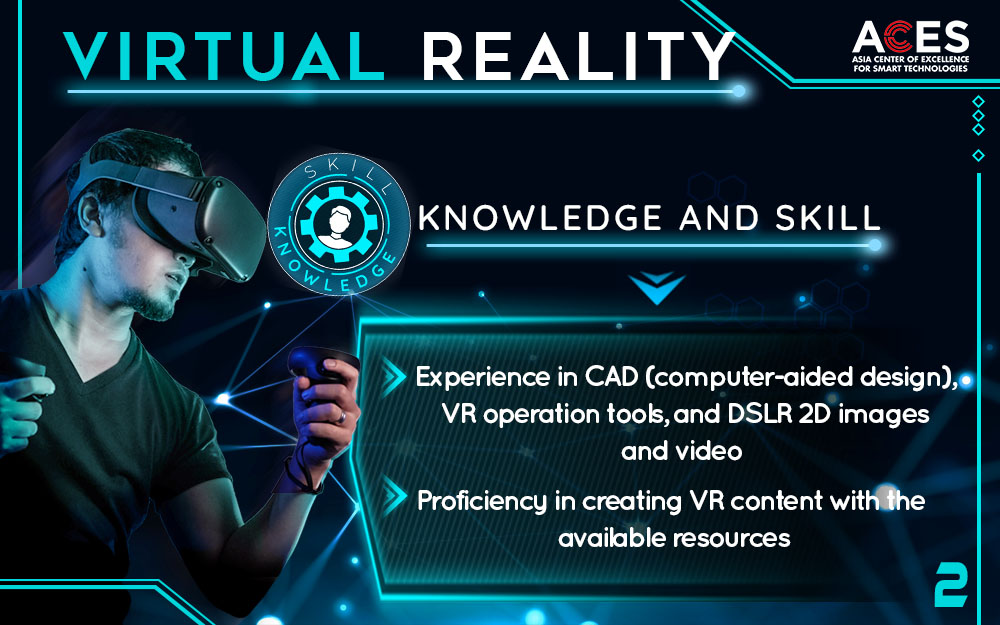 VIRTUAL REALITY
ACES
ASIA CENTER OF EXCELLENCE
FOR SMART TECHNOLOGIES
SKILL
KNOWLEDGE
KNOWLEDGE AND SKILL
Experience in CAD (computer-aided design),
VR operation tools, and DSLR 2D images
and video
Proficiency in creating VR content with the
available resources
2